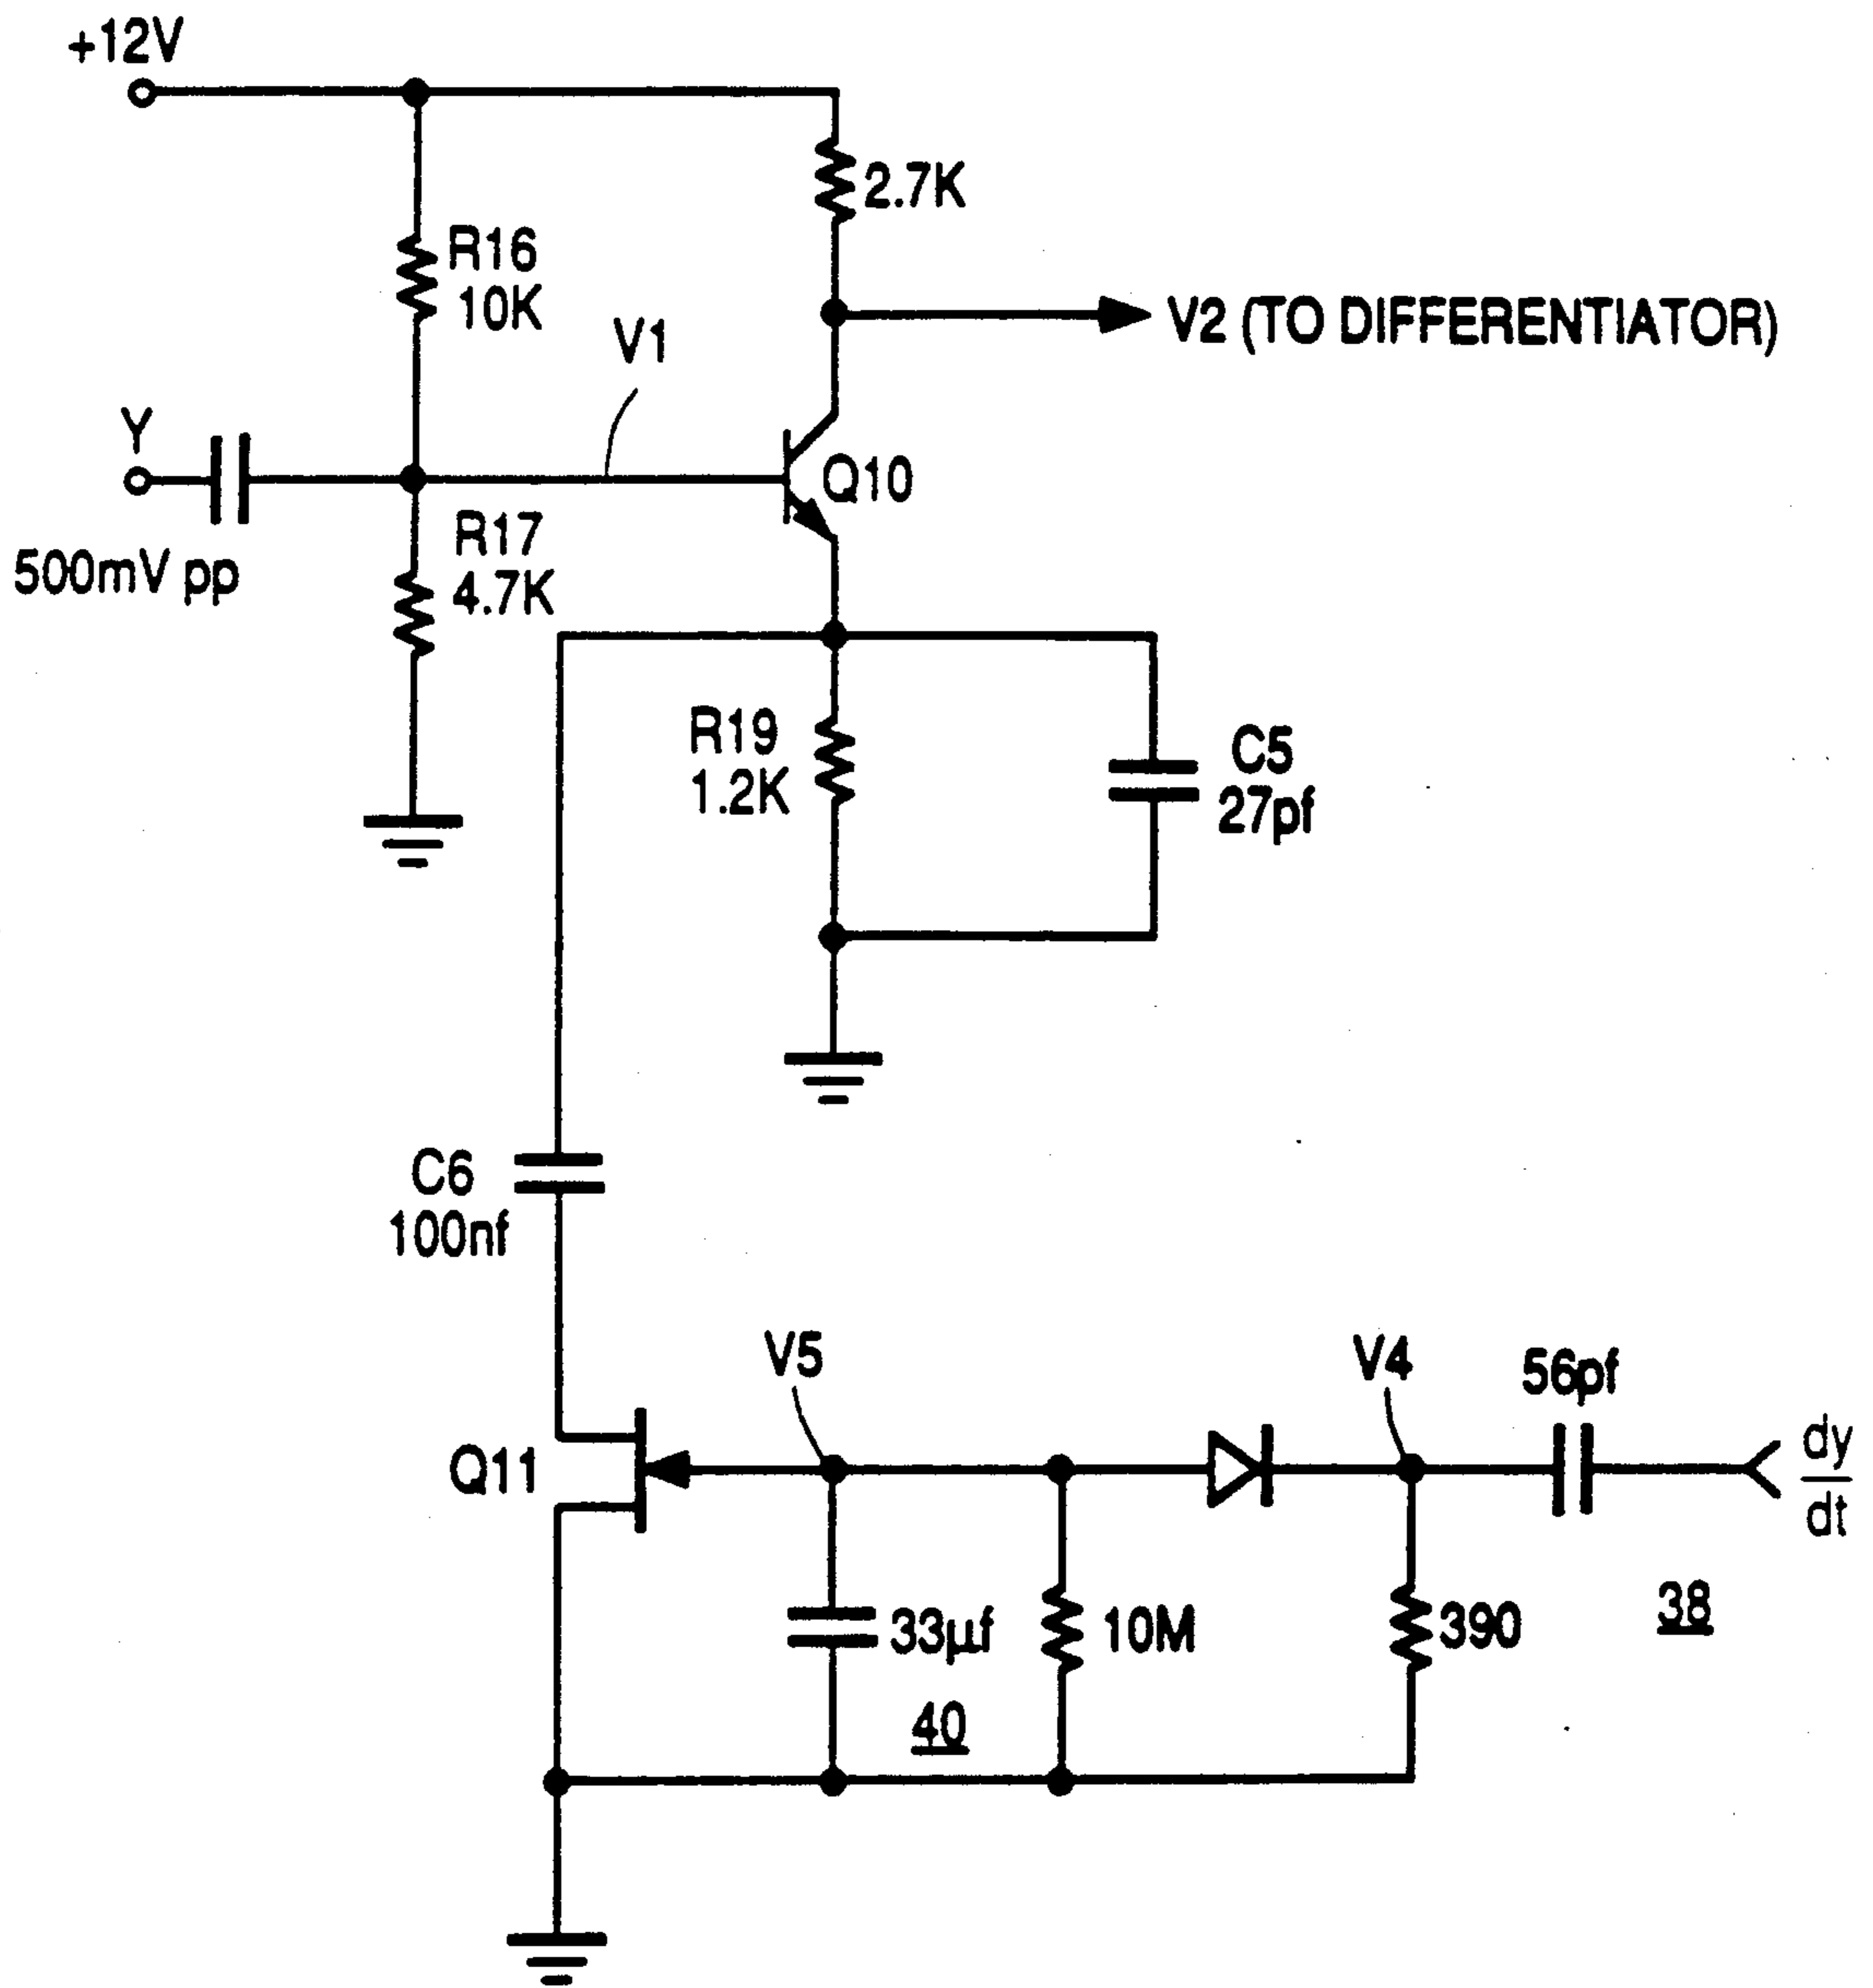 +12V
2.7K
R16
10K
V1
V2 (TO DIFFERENTIATOR)
Y
Q10
500mV pp
R17
4.7K
R19
1.2K
C5
27pf
C6
100nf
V5
V4
56pf
Q11
dy
dt
33μf
10M
390
38
40